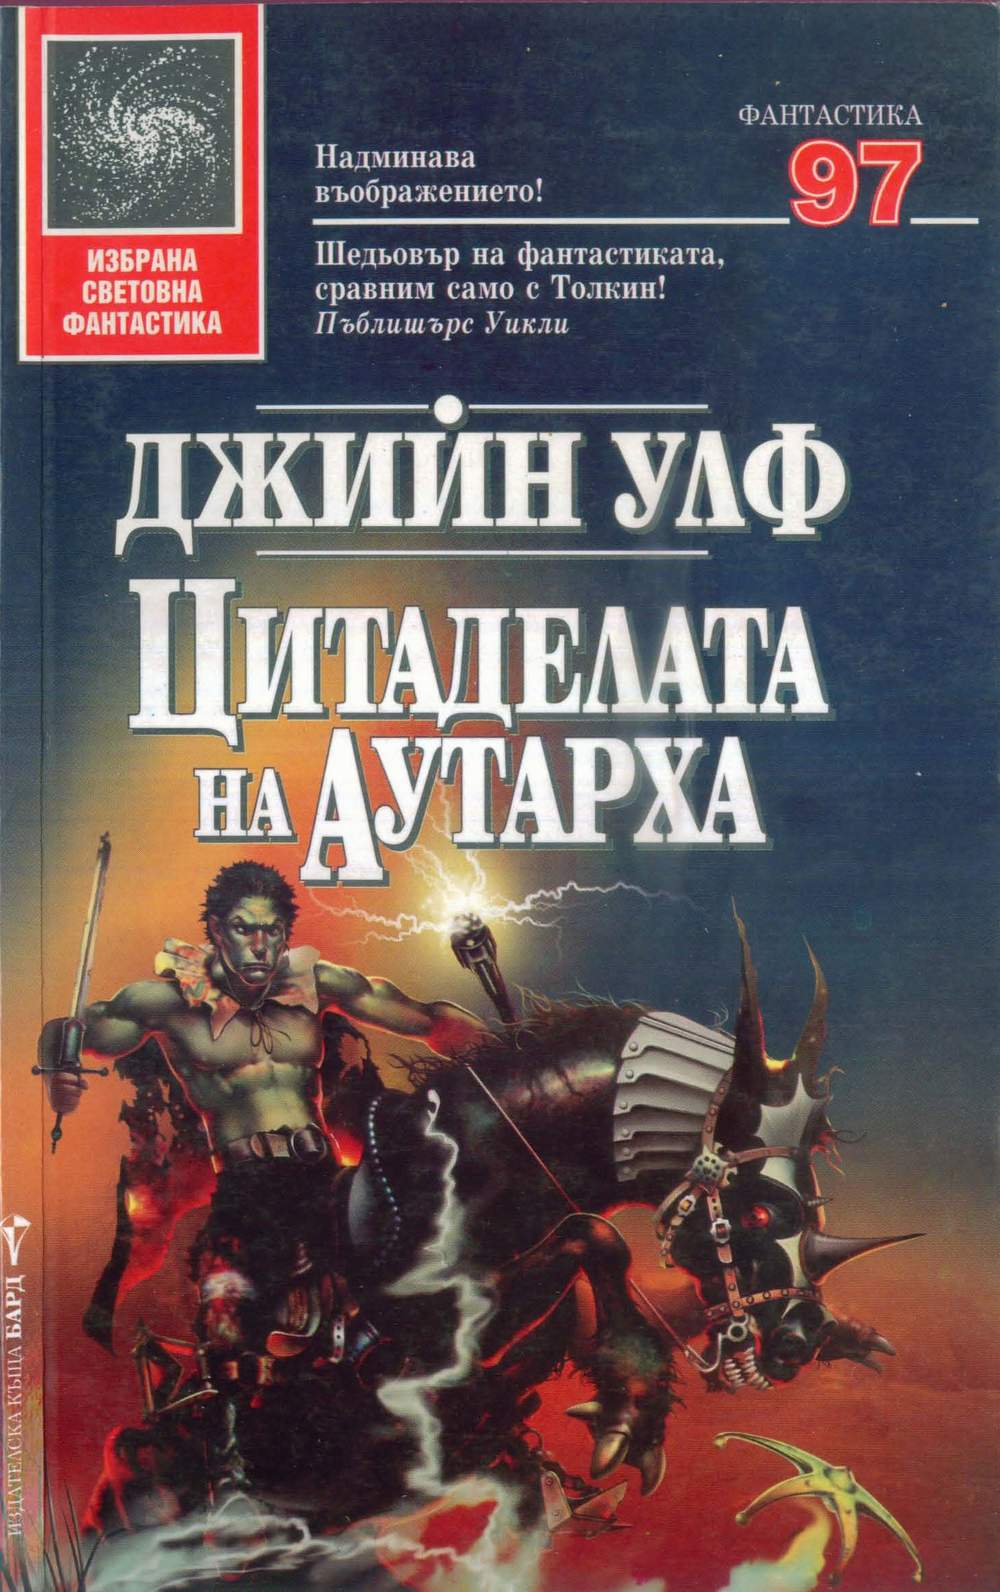 ИЗБРАНА
СВЕТОВНА
ФАНТАСТИКА
ФАНТАСТИКА
97
Надминава
въображението!
Шедьовър на фантастиката,
сравним само с Толкин!
Пъблишърс Уикли
ДЖИЙН УЛФ
ЦИТАДЕЛАТА
НА АУТАРХА
ИЗДАТЕЛСКА КЪЩА БАРД